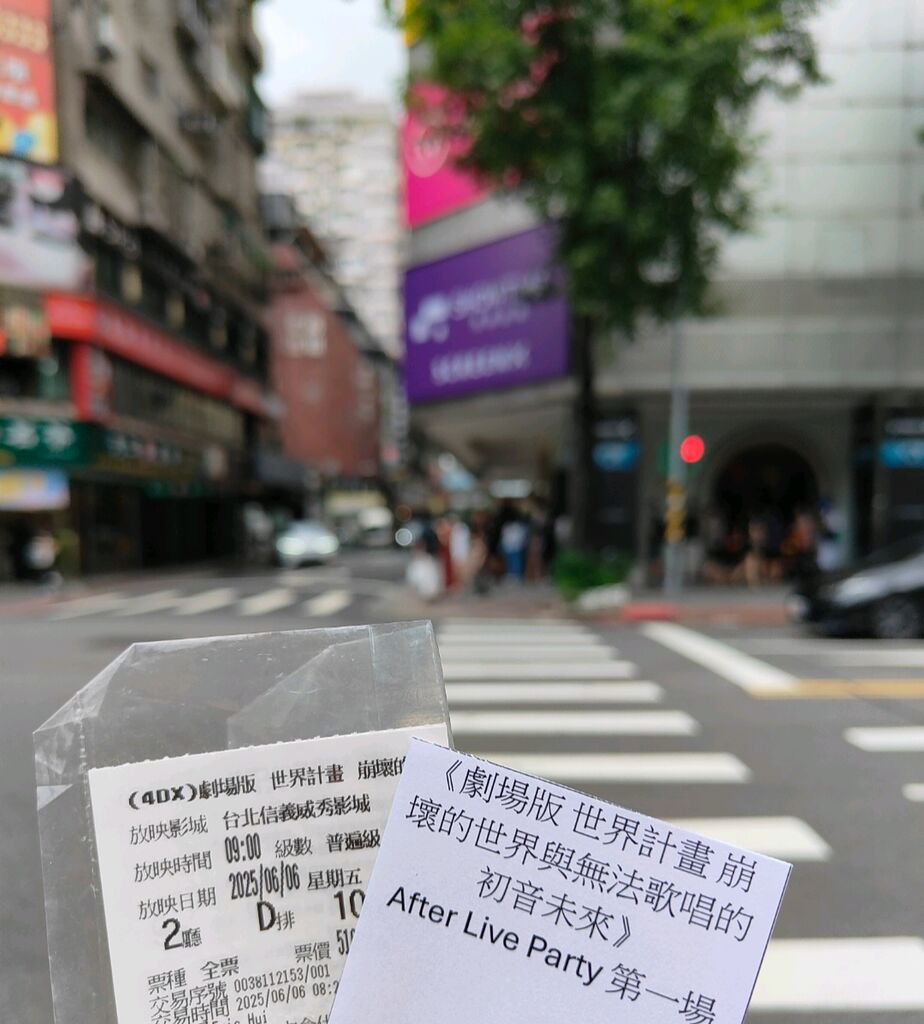 (4DX)劇場版 世界計畫 崩壞的
放映影城 台北信義威秀影城
放映時間 09:00 級數 普遍級
放映日期 2025/06/06 星期五
2廳 D排 10
票種 全票 票價 510
交易序號 0038112153/001
交易時間 2025/06/06 08:2
《劇場版 世界計畫 崩
壞的世界與無法歌唱的
初音未來》
After Live Party 第一場